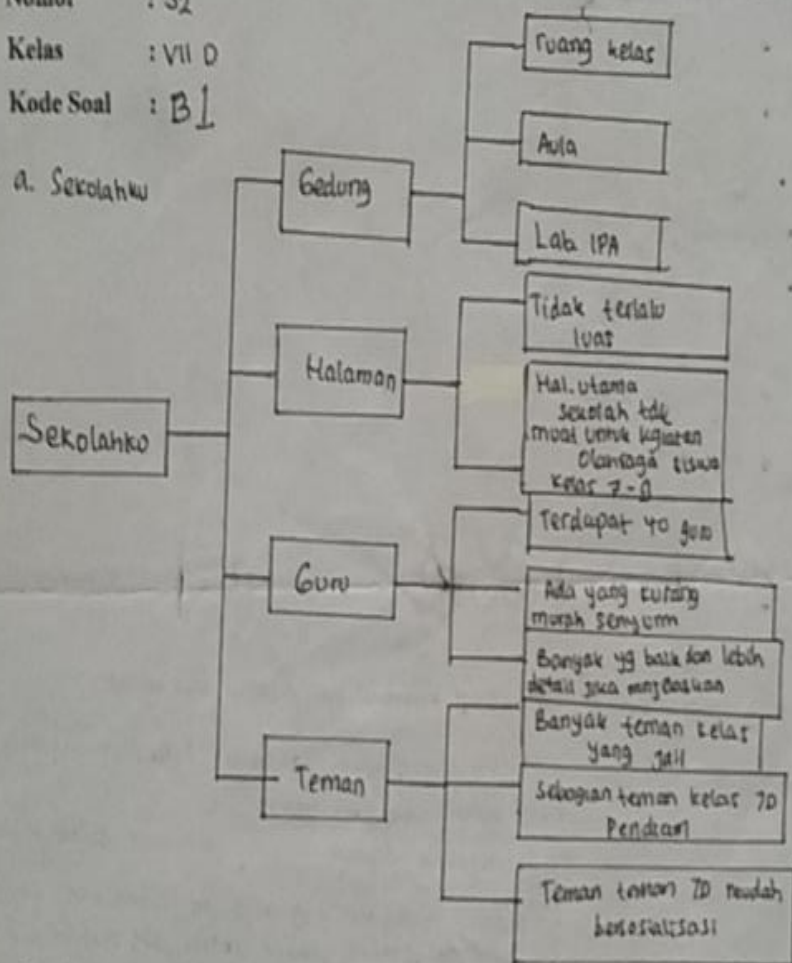 Nomor : 32
Kelas : VII D
Kode Soal : B1
a. Sekolahku
Sekolahku
Gedung
ruang kelas
Aula
Lab IPA
Halaman
Tidak terlalu
luas
Hal. utama
sekolah tdk
muat untuk kgiatan
Olahraga siswa
kelas 7-D
Guru
Terdapat 40 guru
Ada yang kurang
murah senyum
Banyak yg baik dan lebih
detail jika menjelaskan
Teman
Banyak teman kelas
yang jail
Sebagian teman kelas 7D
Pendiam
Teman teman 7D mudah
bersosialisasi